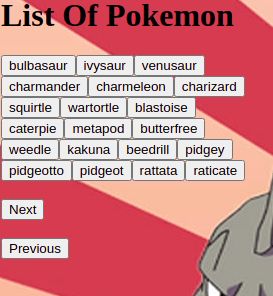 List Of Pokemon
bulbasaur ivysaur venusaur
charmander charmeleon charizard
squirtle wartortle blastoise
caterpie metapod butterfree
weedle kakuna beedrill pidgey
pidgeotto pidgeot rattata raticate
Next
Previous